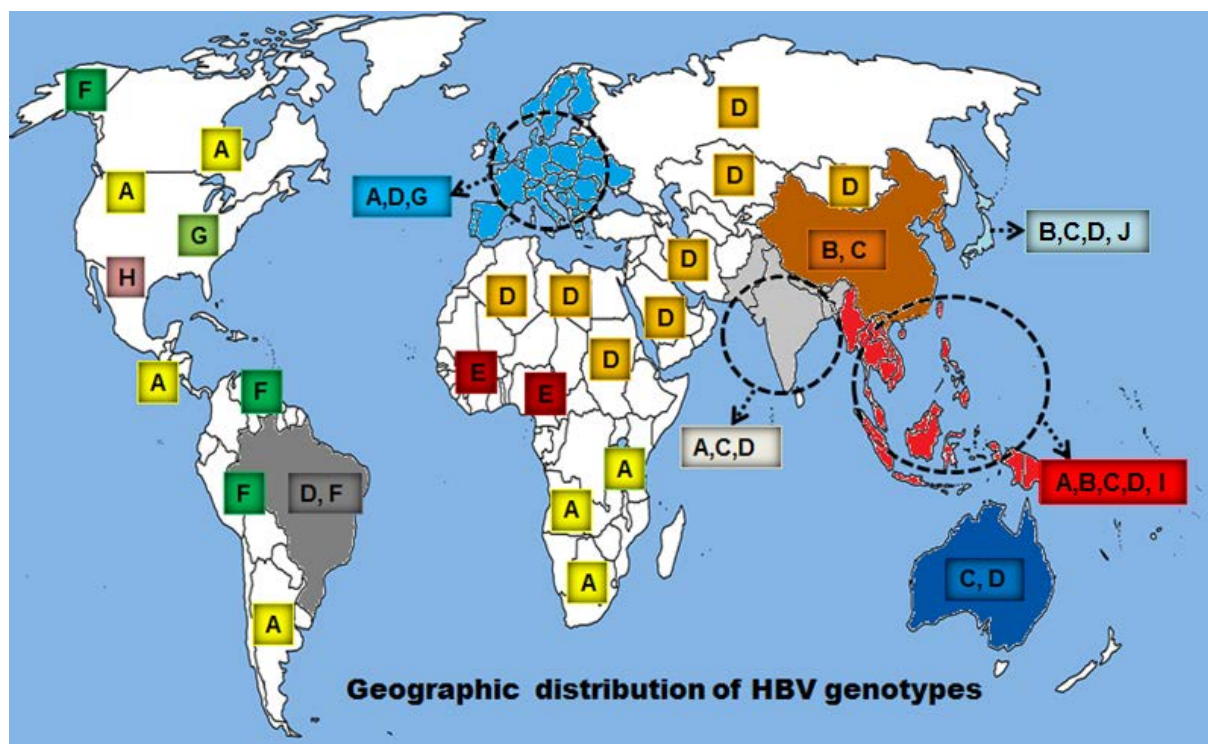 F
A
D
A
D
D
A,D,G
G
B,C,D, J
B, C
H
D
D
D
D
E
D
A
E
F
A,C,D
A
F
D, F
A,B,C,D, I
A
A
C, D
A
Geographic distribution of HBV genotypes